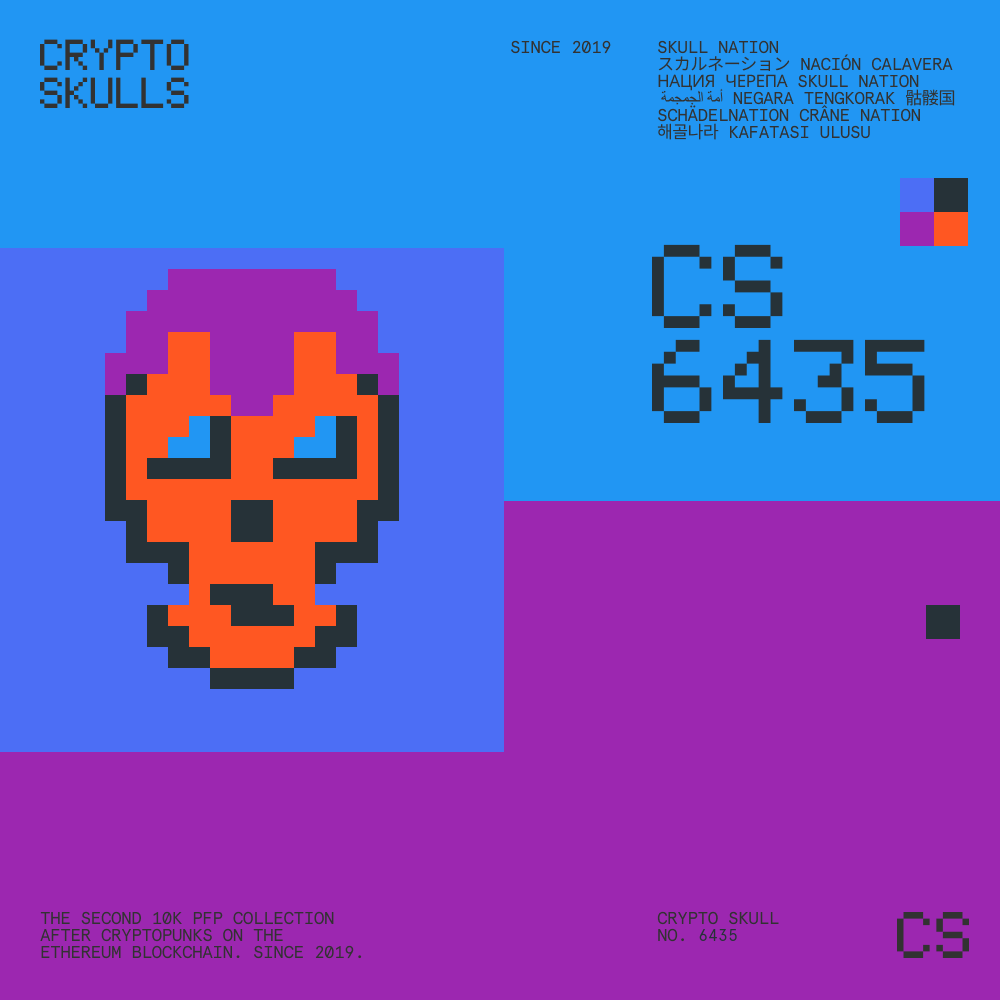 CRYPTO
SKULLS
SINCE 2019
SKULL NATION
スカルネーション NACIÓN CALAVERA
НАЦИЯ ЧЕРЕПА SKULL NATION
أمة الجمجمة NEGARA TENGKORAK 骷髅国
SCHÄDELNATION CRÂNE NATION
해골나라 KAFATASI ULUSU
CS
6435
THE SECOND 10K PFP COLLECTION
AFTER CRYPTOPUNKS ON THE
ETHEREUM BLOCKCHAIN. SINCE 2019.
CRYPTO SKULL
NO. 6435
CS